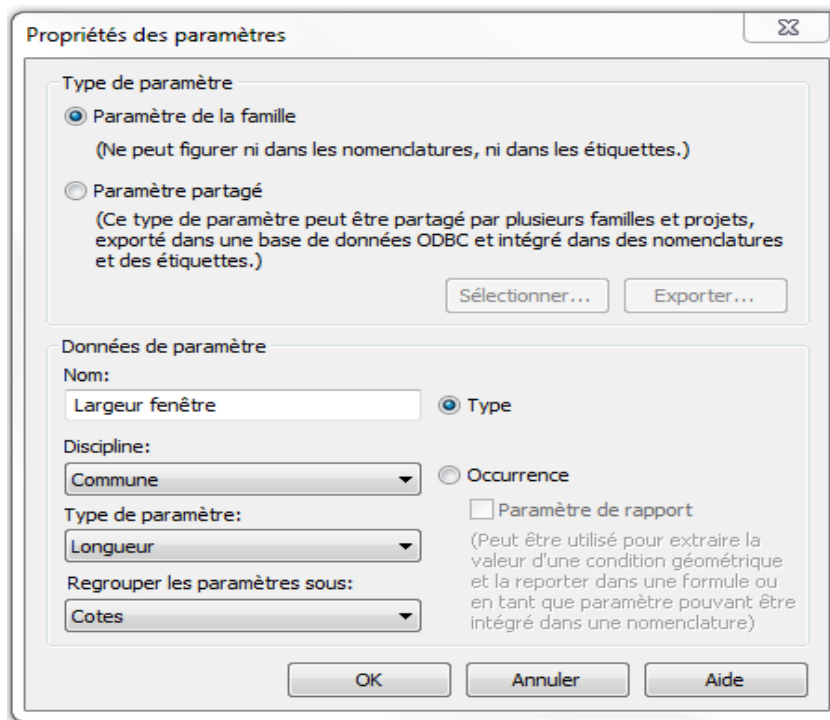 Propriétés des paramètres
Type de paramètre
Paramètre de la famille
(Ne peut figurer ni dans les nomenclatures, ni dans les étiquettes.)
Paramètre partagé
(Ce type de paramètre peut être partagé par plusieurs familles et projets,
exporté dans une base de données ODBC et intégré dans des nomenclatures
et des étiquettes.)
Sélectionner...
Exporter...
Données de paramètre
Nom:
Largeur fenêtre
Type
Discipline:
Commune
Occurrence
Paramètre de rapport
Type de paramètre:
Longueur
(Peut être utilisé pour extraire la
valeur d'une condition géométrique
et la reporter dans une formule ou
en tant que paramètre pouvant être
intégré dans une nomenclature)
Regrouper les paramètres sous:
Cotes
OK
Annuler
Aide